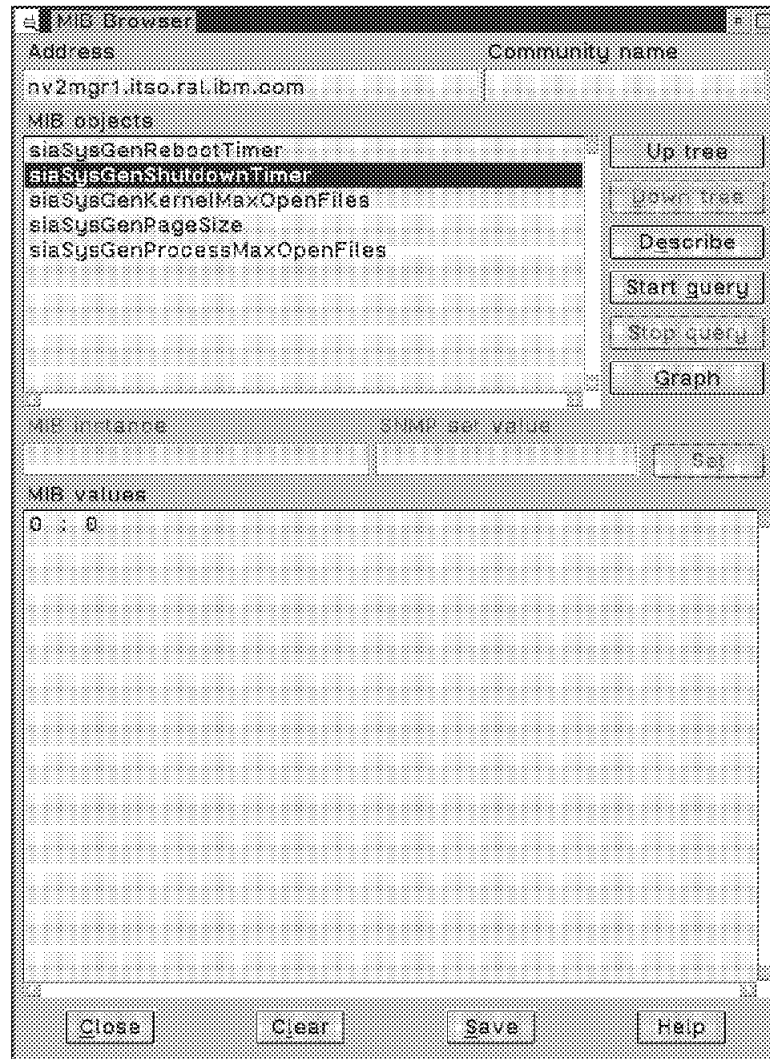 MIB Browser
Address Community name
nv2mgr1.itso.ral.ibm.com
MIB objects
siaSysGenRebootTimer
siaSysGenShutdownTimer
siaSysGenKernelMaxOpenFiles
siaSysGenPageSize
siaSysGenProcessMaxOpenFiles
Up tree
Down tree
Describe
Start query
Stop query
Graph
MIB instance SNMP set value
Set
MIB values
0 : 0
Close Clear Save Help